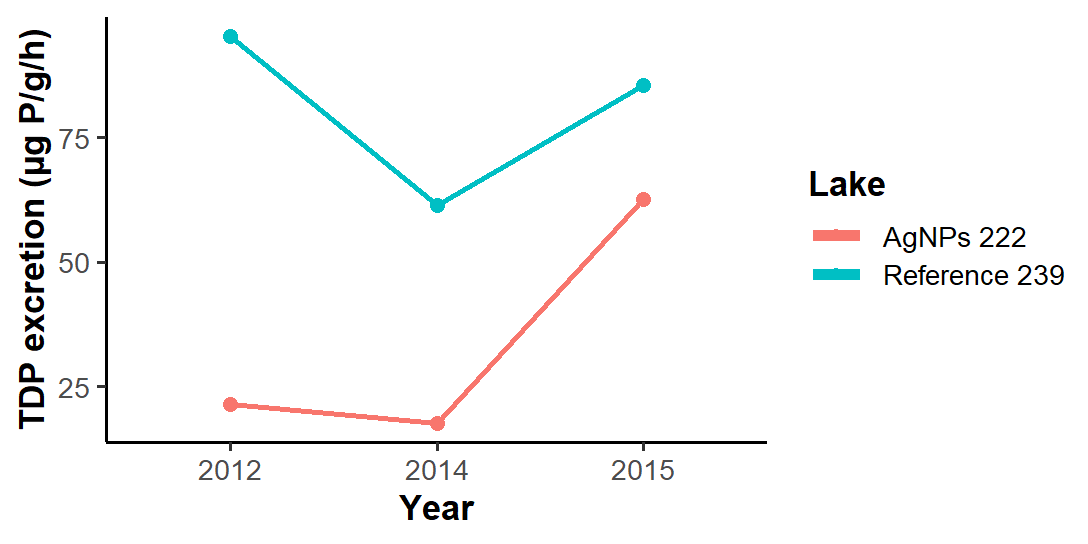 TDP excretion (µg P/g/h)
75
50
25
2012 2014 2015
Year
Lake
AgNPs 222
Reference 239